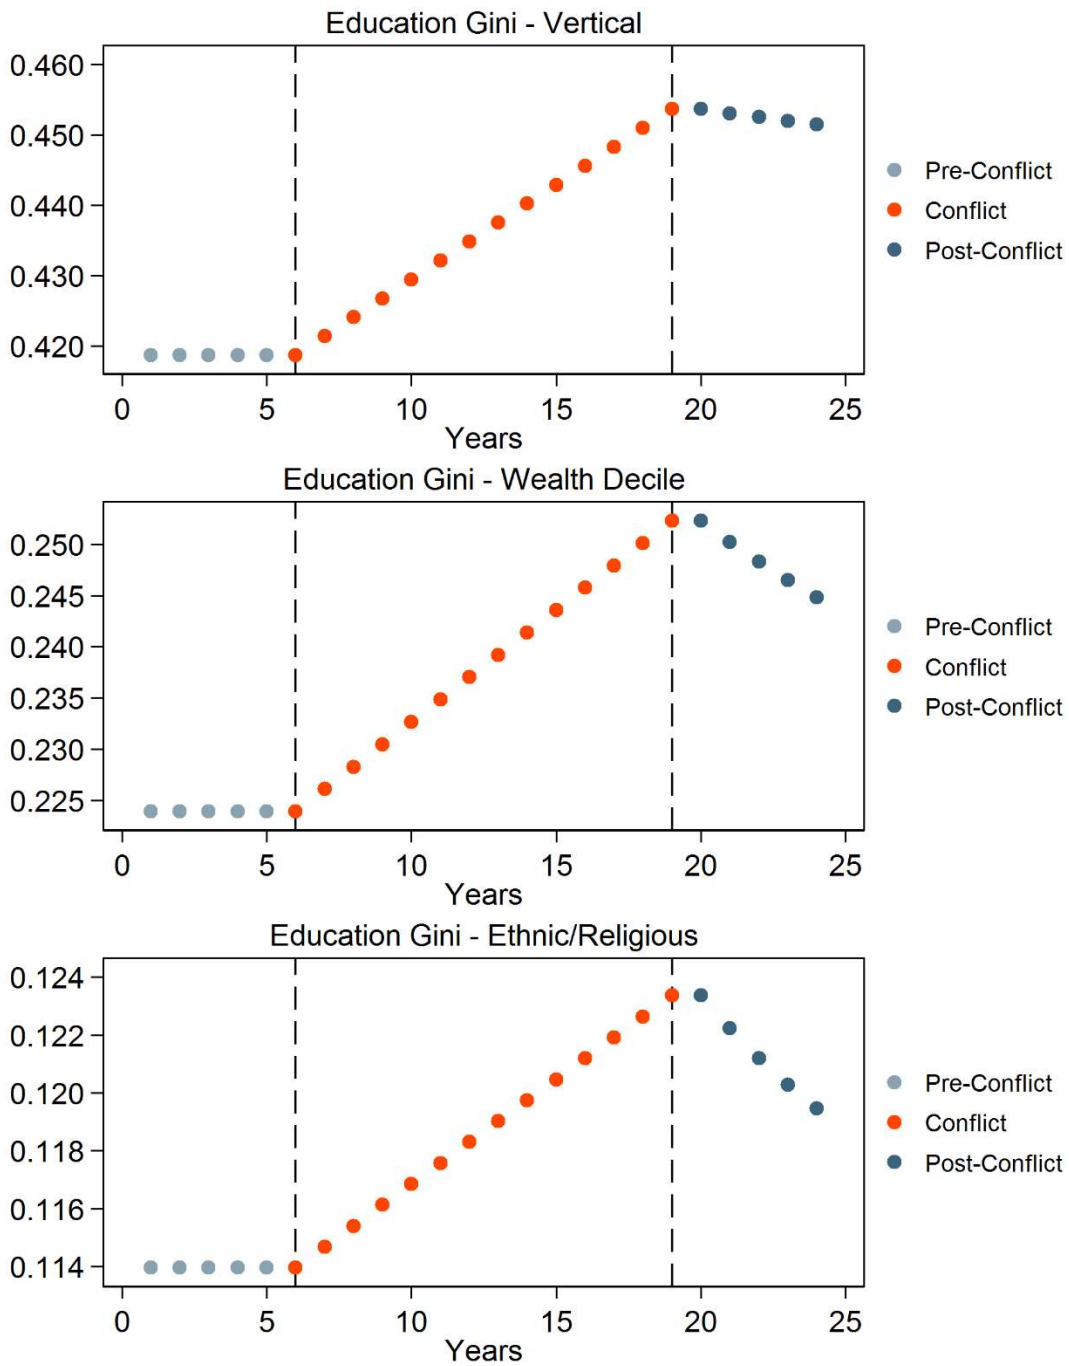 Education Gini - Vertical
0.460
0.450
0.440
0.430
0.420
0 5 10 15 20 25
Years
Pre-Conflict
Conflict
Post-Conflict
Education Gini - Wealth Decile
0.250
0.245
0.240
0.235
0.230
0.225
0 5 10 15 20 25
Years
Pre-Conflict
Conflict
Post-Conflict
Education Gini - Ethnic/Religious
0.124
0.122
0.120
0.118
0.116
0.114
0 5 10 15 20 25
Years
Pre-Conflict
Conflict
Post-Conflict